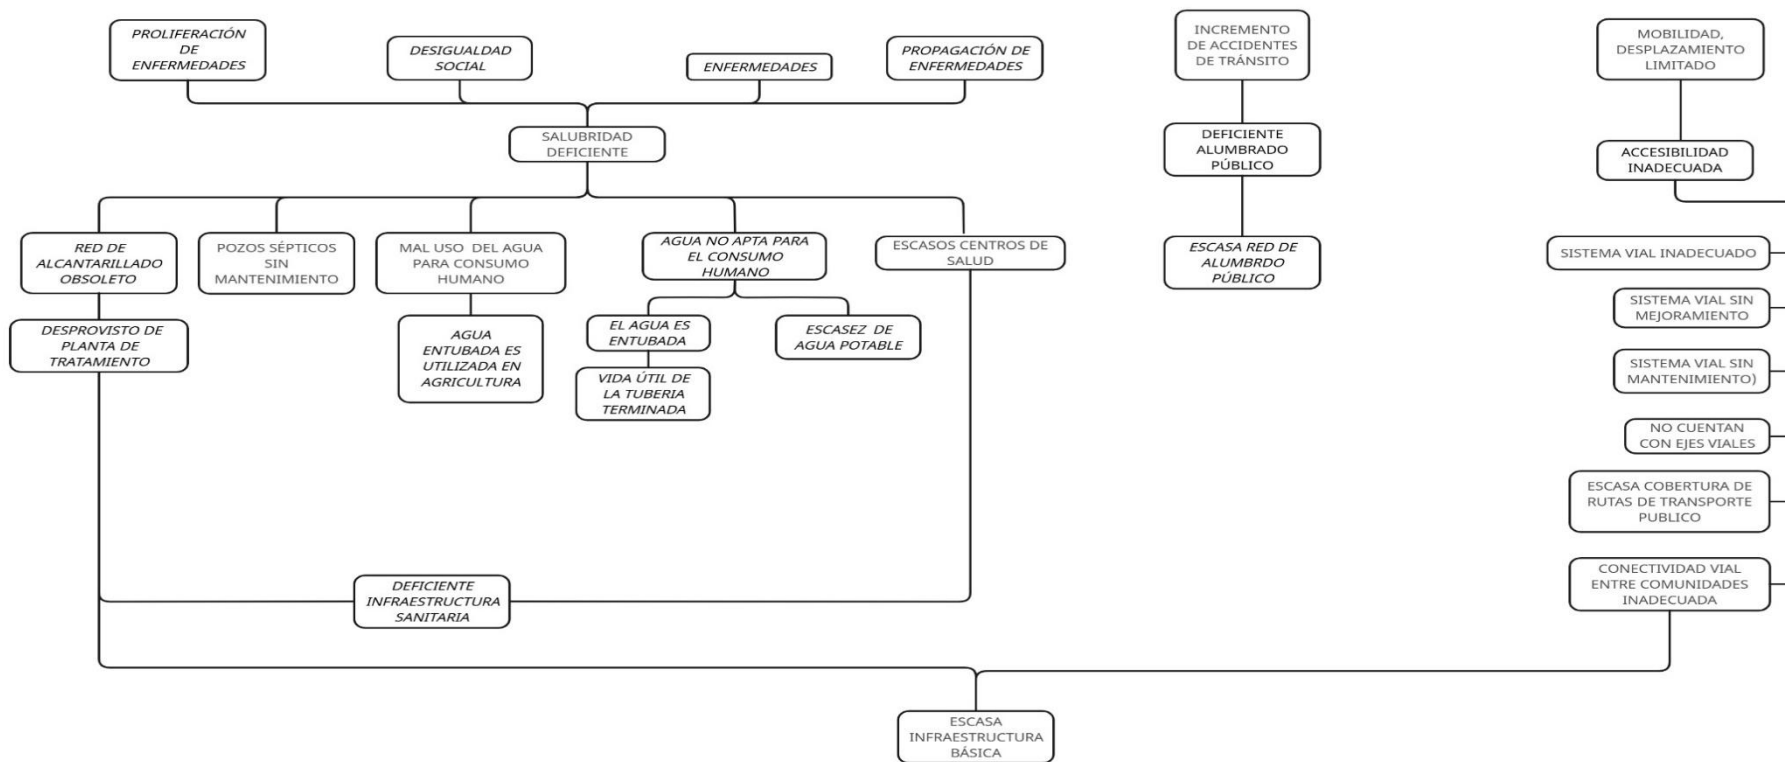 PROLIFERACIÓN
DE
ENFERMEDADES
DESIGUALDAD
SOCIAL
ENFERMEDADES
PROPAGACIÓN DE
ENFERMEDADES
INCREMENTO
DE ACCIDENTES
DE TRÁNSITO
MOBILIDAD,
DESPLAZAMIENTO
LIMITADO
SALUBRIDAD
DEFICIENTE
DEFICIENTE
ALUMBRADO
PÚBLICO
ACCESIBILIDAD
INADECUADA
RED DE
ALCANTARILLADO
OBSOLETO
POZOS SÉPTICOS
SIN
MANTENIMIENTO
MAL USO DEL AGUA
PARA CONSUMO
HUMANO
AGUA NO APTA PARA
EL CONSUMO
HUMANO
ESCASOS CENTROS DE
SALUD
ESCASA RED DE
ALUMBRDO
PÚBLICO
SISTEMA VIAL INADECUADO
DESPROVISTO DE
PLANTA DE
TRATAMIENTO
AGUA
ENTUBADA ES
UTILIZADA EN
AGRICULTURA
EL AGUA ES
ENTUBADA
ESCASEZ DE
AGUA POTABLE
SISTEMA VIAL SIN
MEJORAMIENTO
VIDA ÚTIL DE
LA TUBERIA
TERMINADA
SISTEMA VIAL SIN
MANTENIMIENTO)
NO CUENTAN
CON EJES VIALES
ESCASA COBERTURA DE
RUTAS DE TRANSPORTE
PUBLICO
DEFICIENTE
INFRAESTRUCTURA
SANITARIA
CONECTIVIDAD VIAL
ENTRE COMUNIDADES
INADECUADA
ESCASA
INFRAESTRUCTURA
BÁSICA